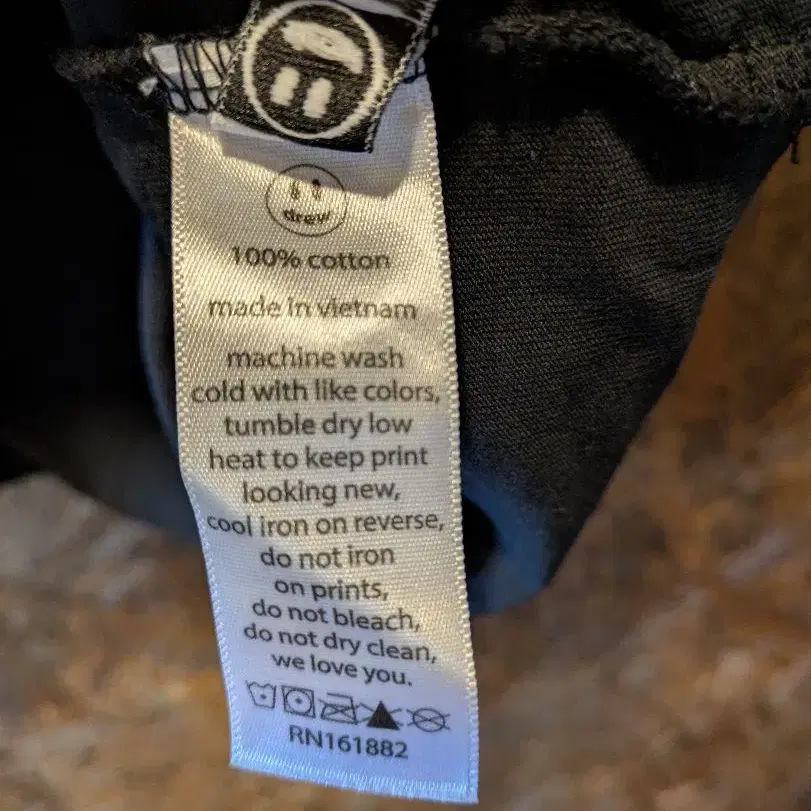 drew
100% cotton
made in vietnam
machine wash
cold with like colors,
tumble dry low
heat to keep print
looking new,
cool iron on reverse,
do not iron
on prints,
do not bleach,
do not dry clean,
we love you.
RN161882